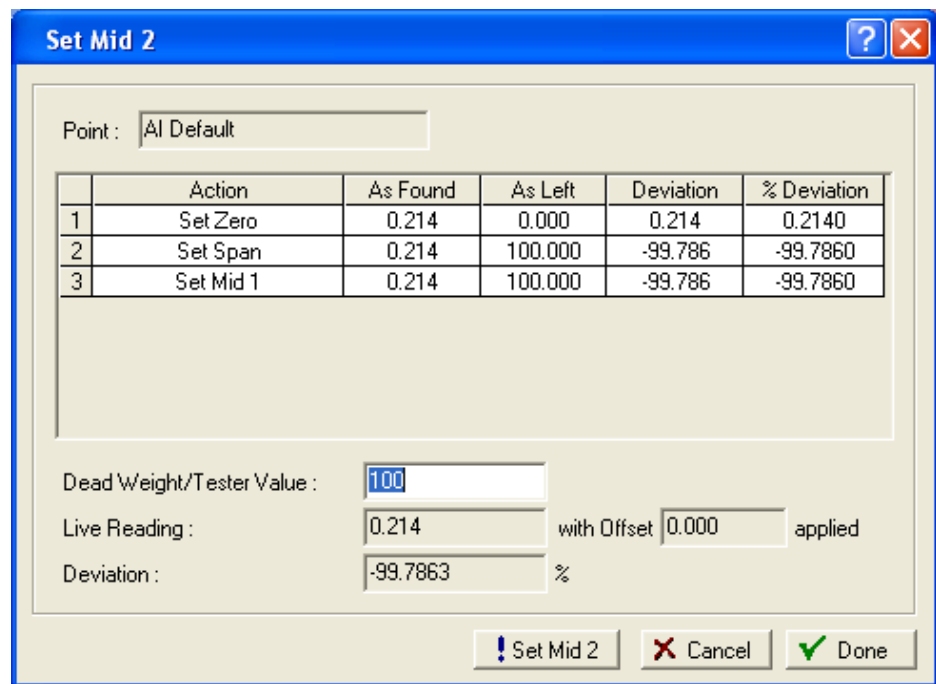 Set Mid 2
Point : AI Default
Action As Found As Left Deviation % Deviation
1 Set Zero 0.214 0.000 0.214 0.2140
2 Set Span 0.214 100.000 -99.786 -99.7860
3 Set Mid 1 0.214 100.000 -99.786 -99.7860
Dead Weight/Tester Value : 100
Live Reading : 0.214 with Offset 0.000 applied
Deviation : -99.7863 %
! Set Mid 2 Cancel Done